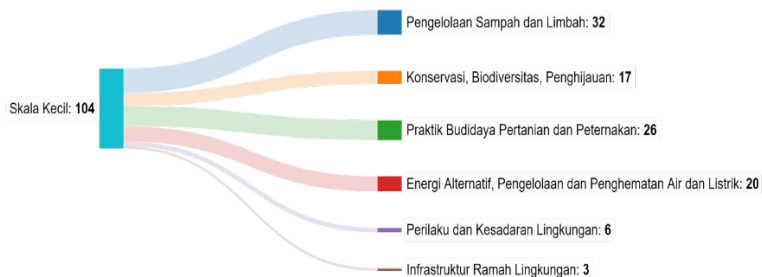 Pengelolaan Sampah dan Limbah: 32
Konservasi, Biodiversitas, Penghijauan: 17
Skala Kecil: 104
Praktik Budidaya Pertanian dan Peternakan: 26
Energi Alternatif, Pengelolaan dan Penghematan Air dan Listrik: 20
Perilaku dan Kesadaran Lingkungan: 6
Infrastruktur Ramah Lingkungan: 3